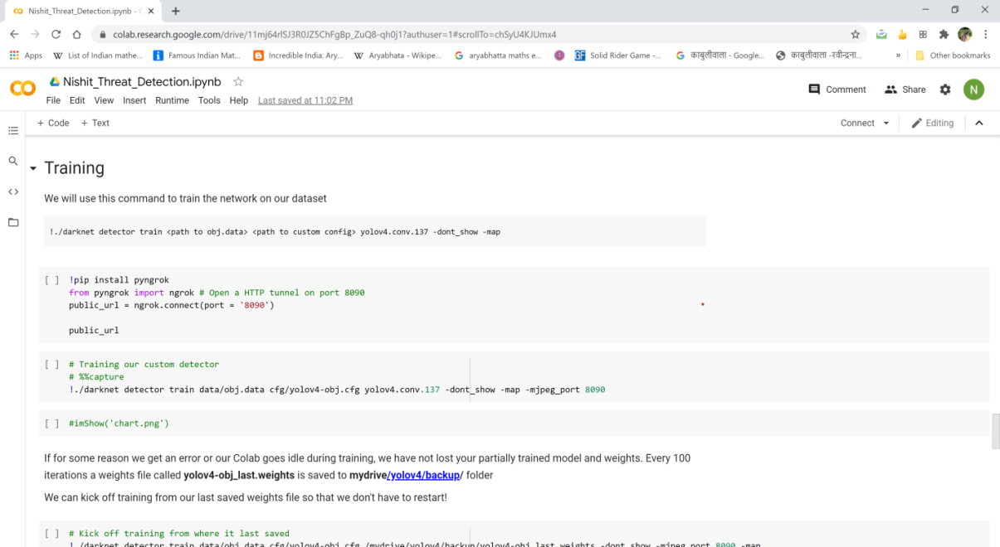 Nishit_Threat_Detection.ipynb - C
colab.research.google.com/drive/11mj64rlSJ3R0JZ5ChFgBp_ZuQ8-qh0j1?authuser=1#scrollTo=chSyU4KJUmx4
Apps List of Indian mathe... Famous Indian Mat... Incredible India: Ary... Aryabhata - Wikipe... aryabhatta maths e... Solid Rider Game -... काबुलीवाला - Google... काबुलीवाला -रवीन्द्रना... » Other bookmarks
Nishit_Threat_Detection.ipynb
Comment Share N
File Edit View Insert Runtime Tools Help Last saved at 11:02 PM
+ Code + Text Connect Editing
Training
We will use this command to train the network on our dataset
!./darknet detector train <path to obj.data> <path to custom config> yolov4.conv.137 -dont_show -map
[ ] !pip install pyngrok
from pyngrok import ngrok # Open a HTTP tunnel on port 8090
public_url = ngrok.connect(port = '8090')
public_url
[ ] # Training our custom detector
# %%capture
!./darknet detector train data/obj.data cfg/yolov4-obj.cfg yolov4.conv.137 -dont_show -map -mjpeg_port 8090
[ ] #imShow('chart.png')
If for some reason we get an error or our Colab goes idle during training, we have not lost your partially trained model and weights. Every 100
iterations a weights file called yolov4-obj_last.weights is saved to mydrive/yolov4/backup/ folder
We can kick off training from our last saved weights file so that we don't have to restart!
[ ] # Kick off training from where it last saved
!./darknet detector train data/obj.data cfg/yolov4-obj.cfg /mydrive/yolov4/backup/yolov4-obj_last.weights -dont_show -mjpeg_port 8090 -map